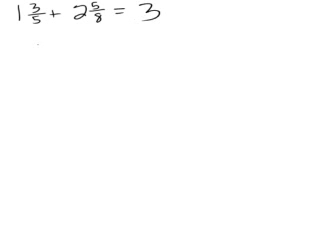 1 3/5 + 2 5/8 = 3